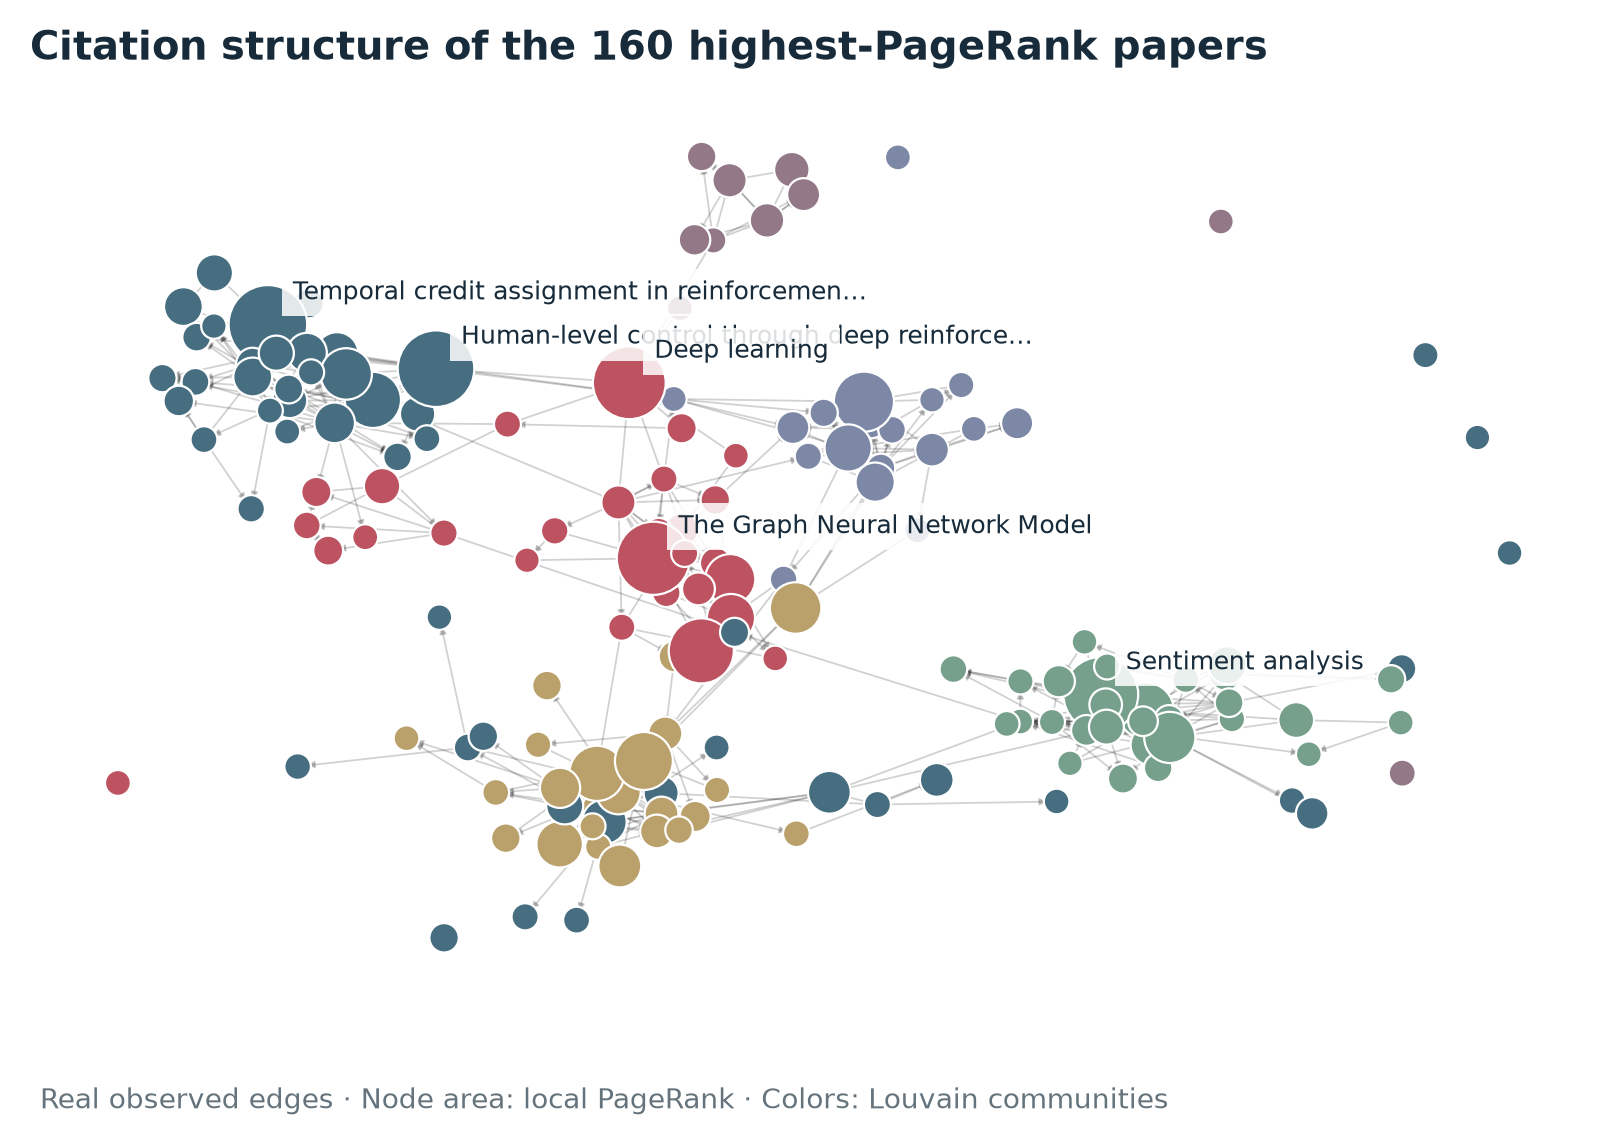 Citation structure of the 160 highest-PageRank papers
Temporal credit assignment in reinforcemen...
Human-level control through deep reinforce...
Deep learning
The Graph Neural Network Model
Sentiment analysis
Real observed edges · Node area: local PageRank · Colors: Louvain communities